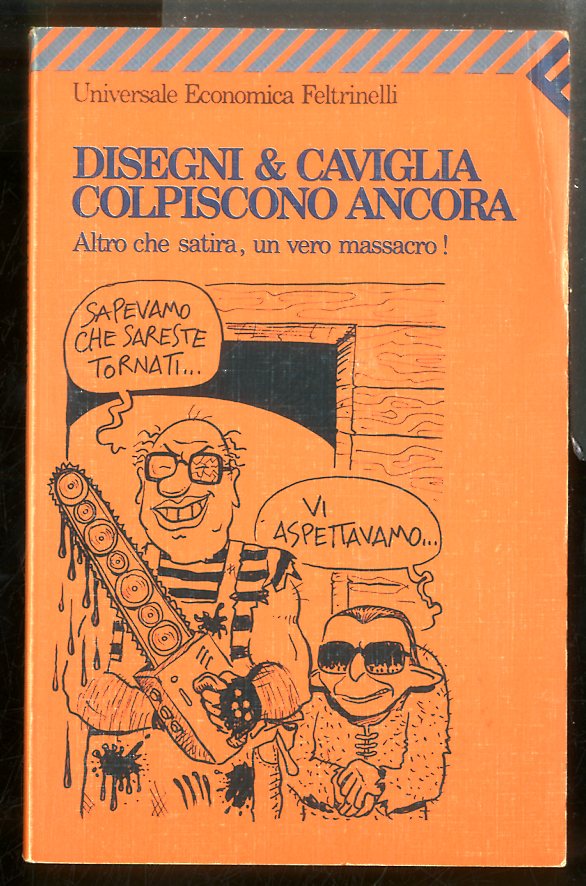 Universale Economica Feltrinelli
DISEGNI & CAVIGLIA
COLPISCONO ANCORA
Altro che satira, un vero massacro!
SAPEVAMO
CHE SARESTE
TORNATI...
VI
ASPETTAVAMO...